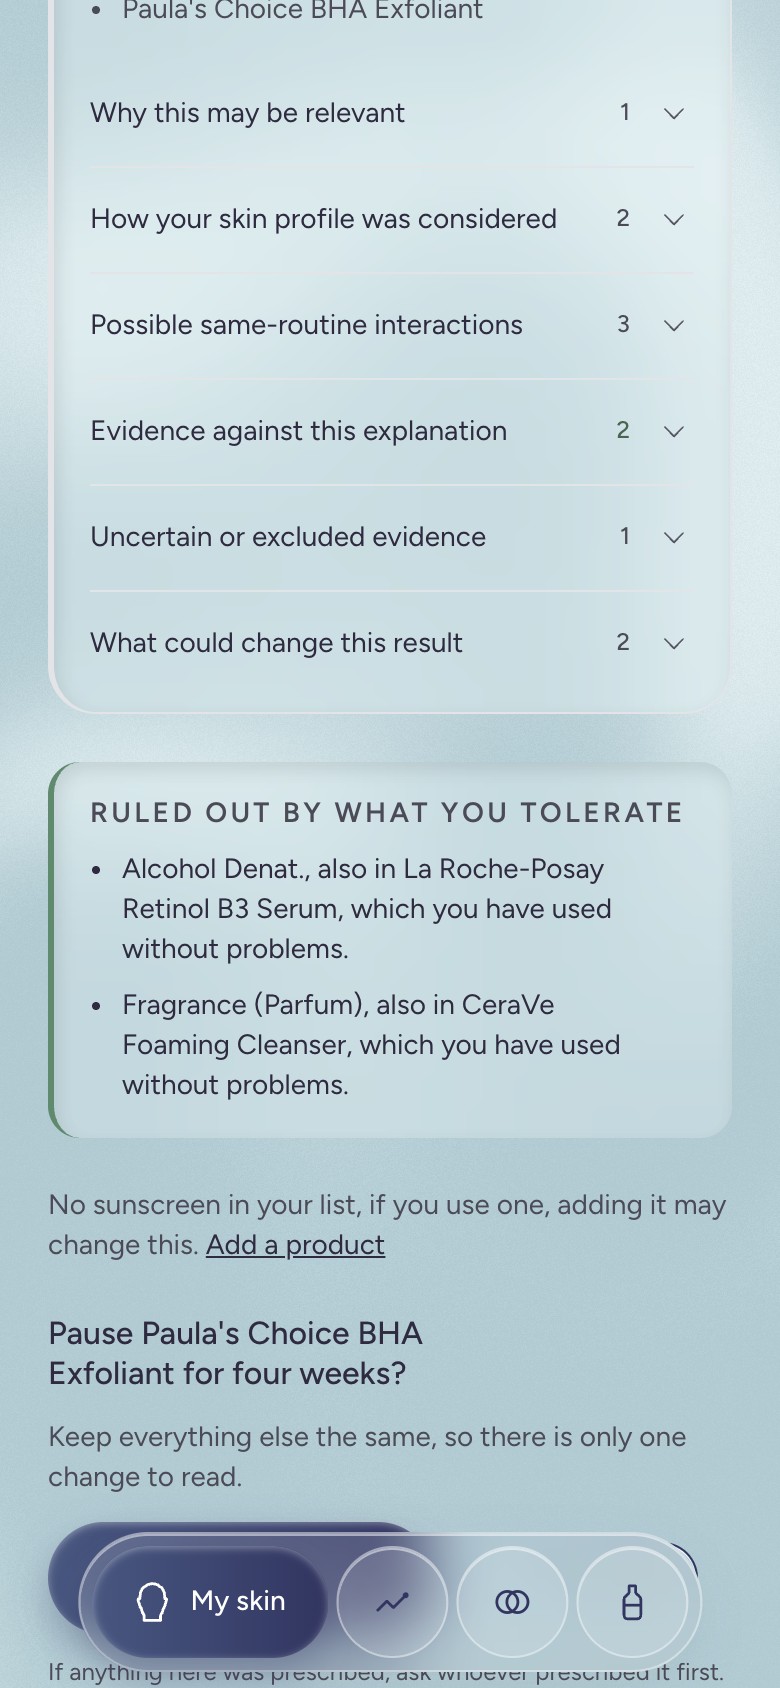 Paula's Choice BHA Exfoliant
Why this may be relevant 1
How your skin profile was considered 2
Possible same-routine interactions 3
Evidence against this explanation 2
Uncertain or excluded evidence 1
What could change this result 2
RULED OUT BY WHAT YOU TOLERATE
Alcohol Denat., also in La Roche-Posay
Retinol B3 Serum, which you have used
without problems.
Fragrance (Parfum), also in CeraVe
Foaming Cleanser, which you have used
without problems.
No sunscreen in your list, if you use one, adding it may
change this. Add a product
Pause Paula's Choice BHA
Exfoliant for four weeks?
Keep everything else the same, so there is only one
change to read.
My skin
If anything here was prescribed, ask whoever prescribed it first.